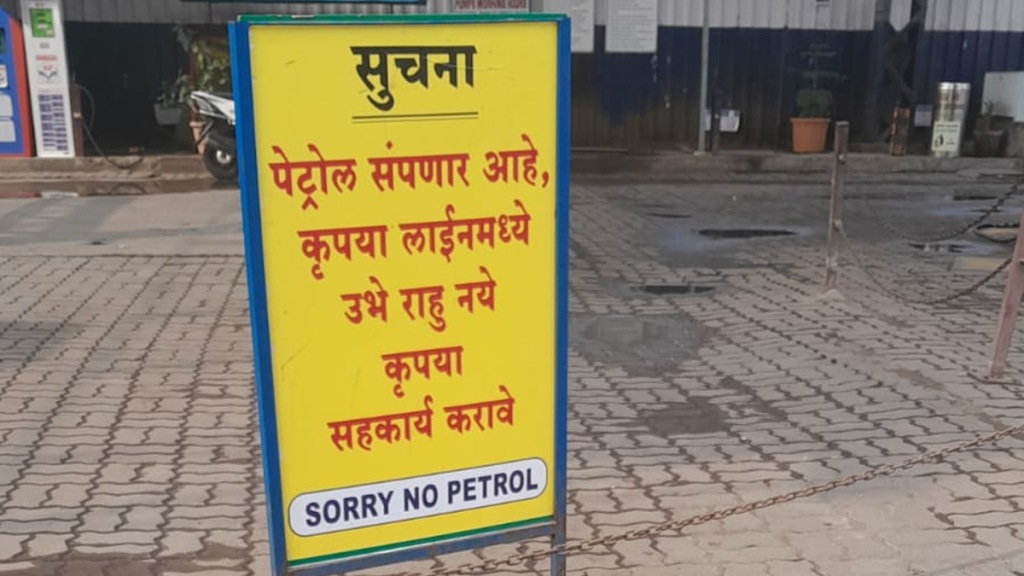 सुचना
पेट्रोल संपणार आहे,
कृपया लाईनमध्ये
उभे राहु नये
कृपया
सहकार्य करावे
SORRY NO PETROL